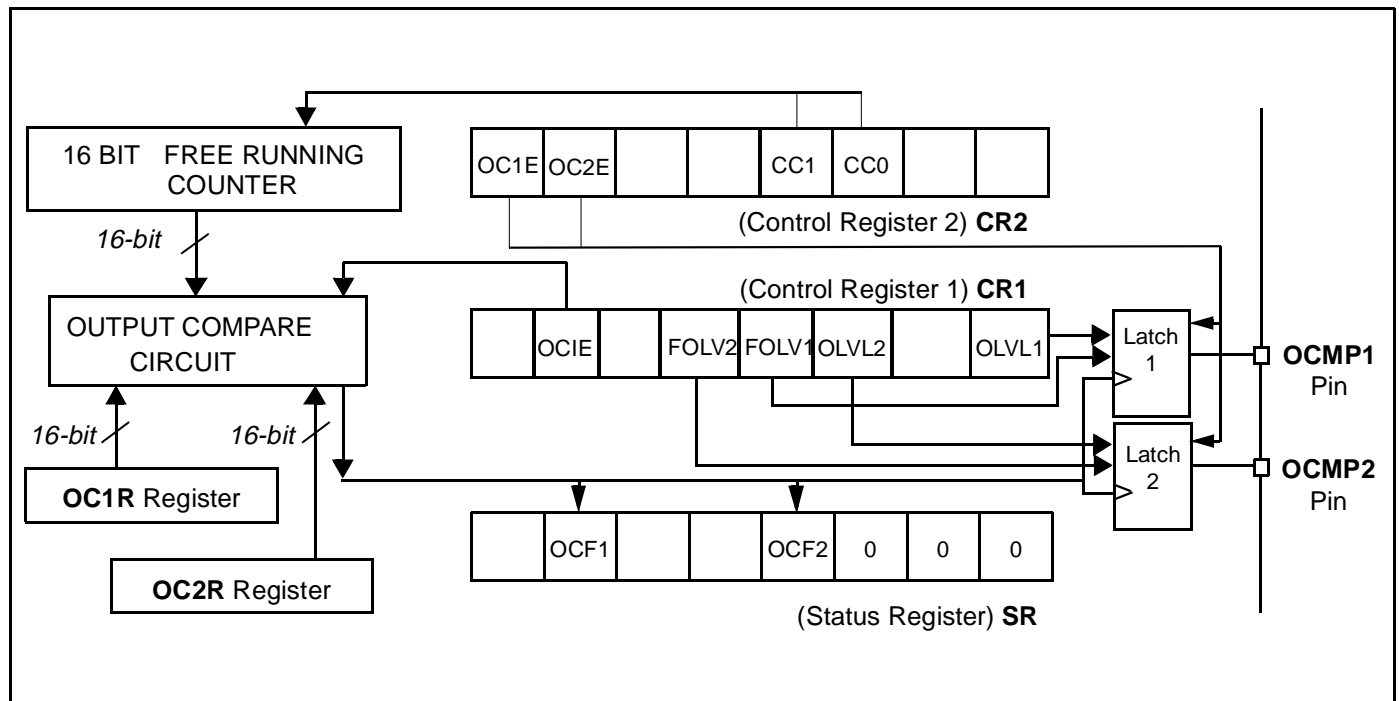 16 BIT FREE RUNNING
COUNTER
16-bit
OC1E OC2E CC1 CC0
(Control Register 2) CR2
(Control Register 1) CR1
OUTPUT COMPARE
CIRCUIT
OCIE FOLV2 FOLV1 OLVL2 OLVL1
Latch
1
OCMP1
Pin
16-bit 16-bit
Latch
2
OCMP2
Pin
OC1R Register
OCF1 OCF2 0 0 0
OC2R Register
(Status Register) SR